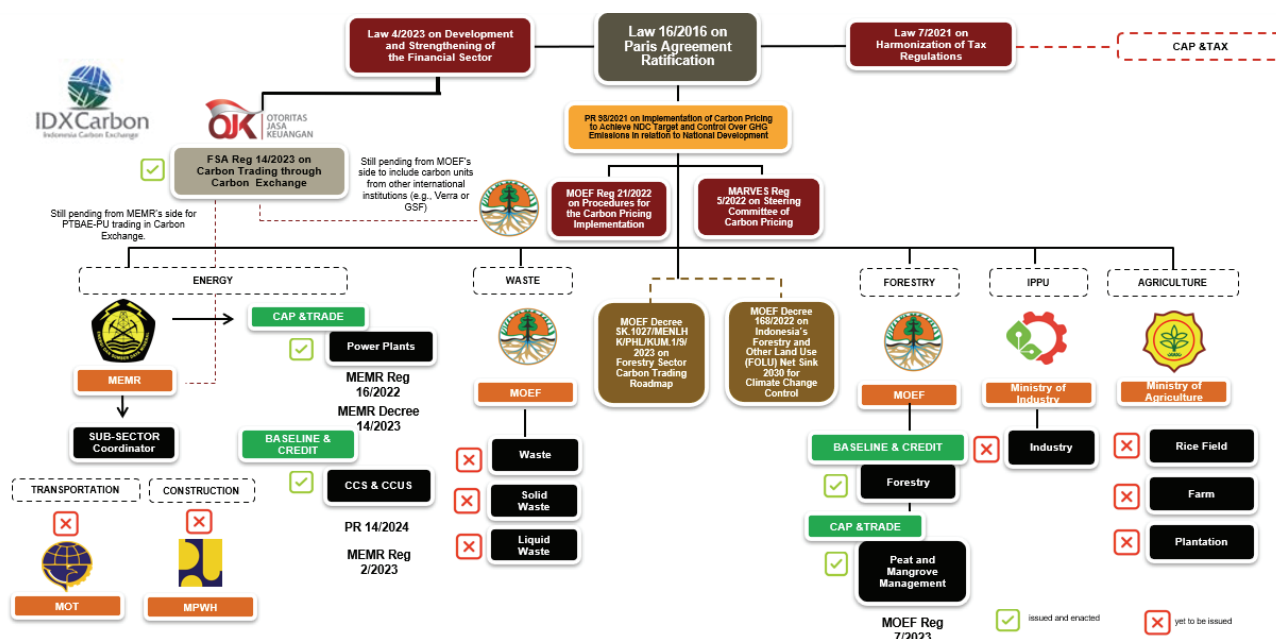 Law 4/2023 on Development
and Strengthening of
the Financial Sector
Law 16/2016 on
Paris Agreement
Ratification
Law 7/2021 on
Harmonization of Tax
Regulations
CAP &TAX
IDXCarbon
Indonesia Carbon Exchange
OJK
OTORITAS
JASA
KEUANGAN
PR 98/2021 on Implementation of Carbon Pricing
to Achieve NDC Target and Control Over GHG
Emissions in relation to National Development
FSA Reg 14/2023 on
Carbon Trading through
Carbon Exchange
Still pending from MOEF's
side to include carbon units
from other international
institutions (e.g., Verra or
GSF)
MOEF Reg 21/2022
on Procedures for
the Carbon Pricing
Implementation
MARVES Reg
5/2022 on Steering
Committee of
Carbon Pricing
Still pending from MEMR's side for
PTBAE-PU trading in Carbon
Exchange.
ENERGY
WASTE
FORESTRY
IPPU
AGRICULTURE
MEMR
CAP &TRADE
Power Plants
MEMR Reg
16/2022
MEMR Decree
14/2023
SUB-SECTOR
Coordinator
BASELINE &
CREDIT
CCS & CCUS
PR 14/2024
MEMR Reg
2/2023
TRANSPORTATION
CONSTRUCTION
MOT
MPWH
MOEF
Waste
Solid
Waste
Liquid
Waste
MOEF Decree
SK.1027/MENLH
K/PHL/KUM.1/9/
2023 on
Forestry Sector
Carbon Trading
Roadmap
MOEF Decree
168/2022 on
Indonesia's
Forestry and
Other Land Use
(FOLU) Net Sink
2030 for
Climate Change
Control
MOEF
BASELINE & CREDIT
Forestry
CAP &TRADE
Peat and
Mangrove
Management
MOEF Reg
7/2023
Ministry of
Industry
Industry
Ministry of
Agriculture
Rice Field
Farm
Plantation
issued and enacted
yet to be issued